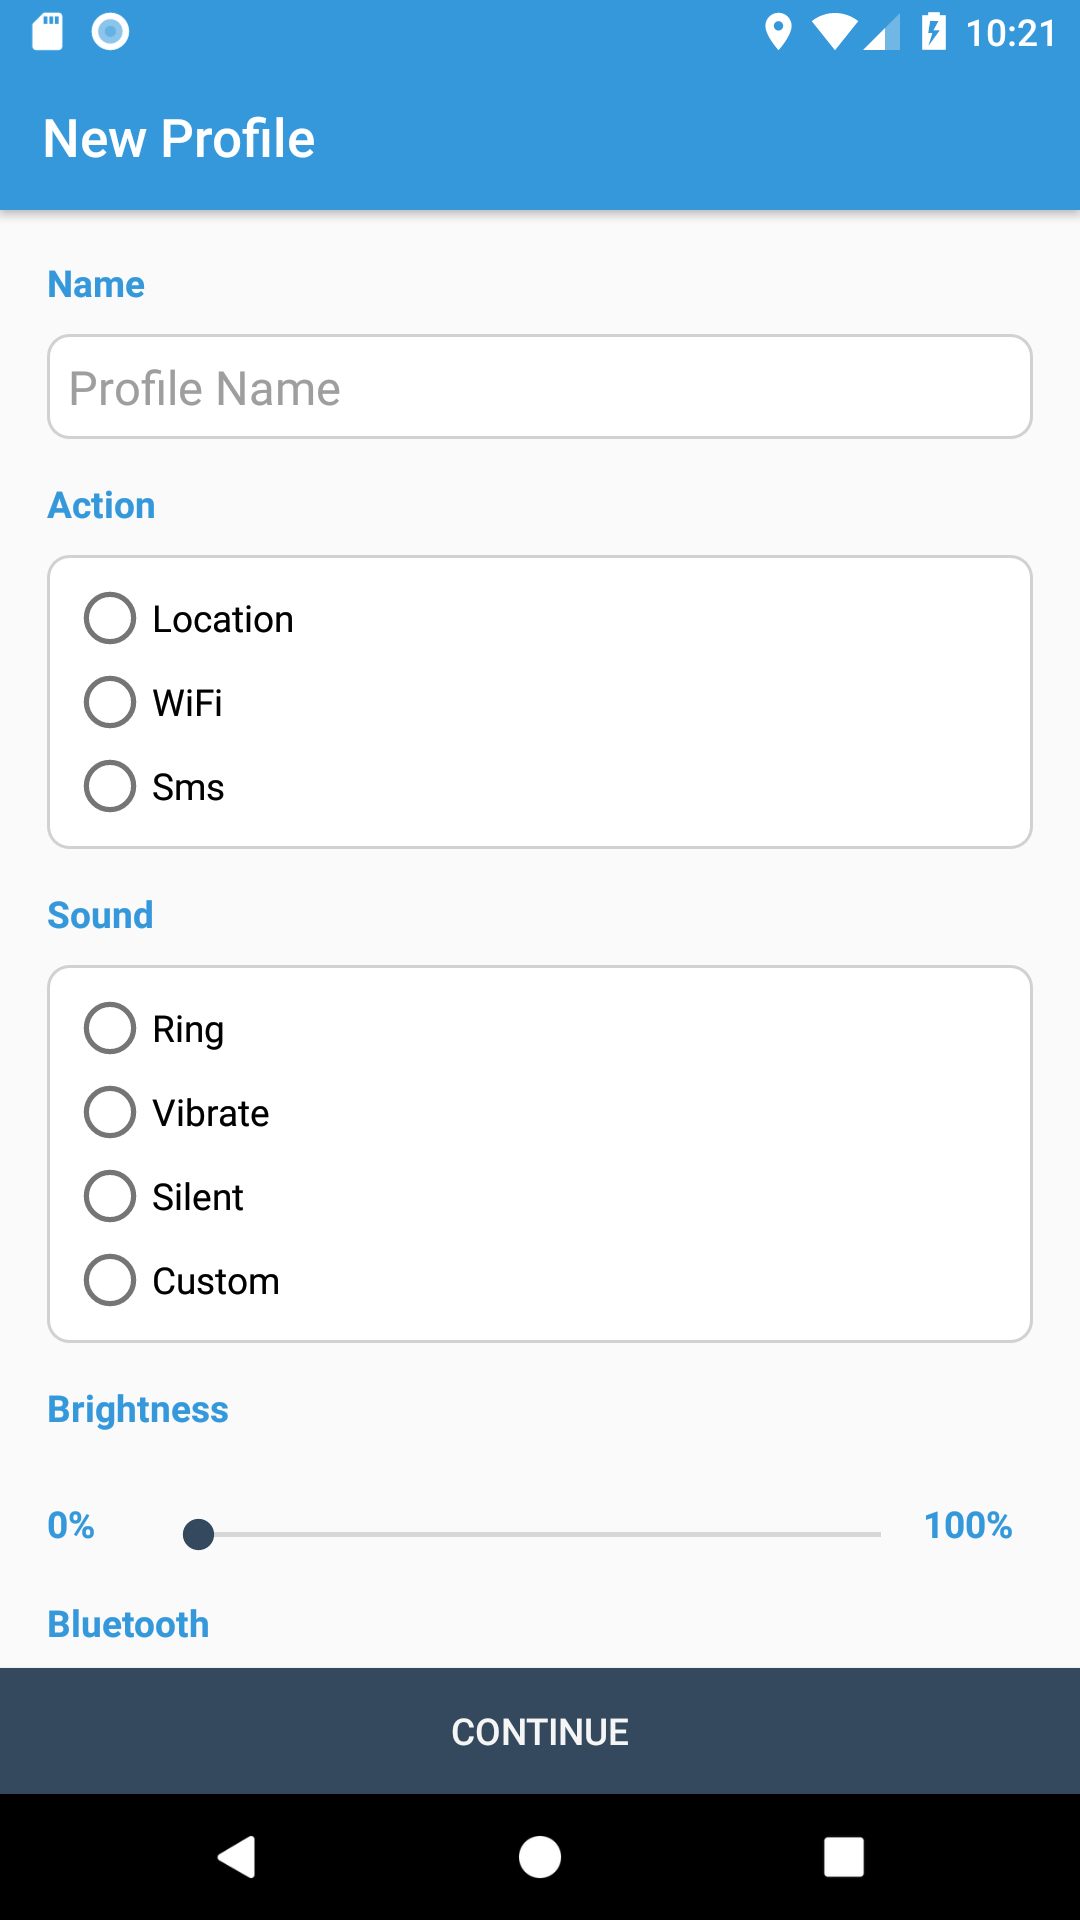 10:21
New Profile
Name
Profile Name
Action
Location
WiFi
Sms
Sound
Ring
Vibrate
Silent
Custom
Brightness
0% 100%
Bluetooth
CONTINUE